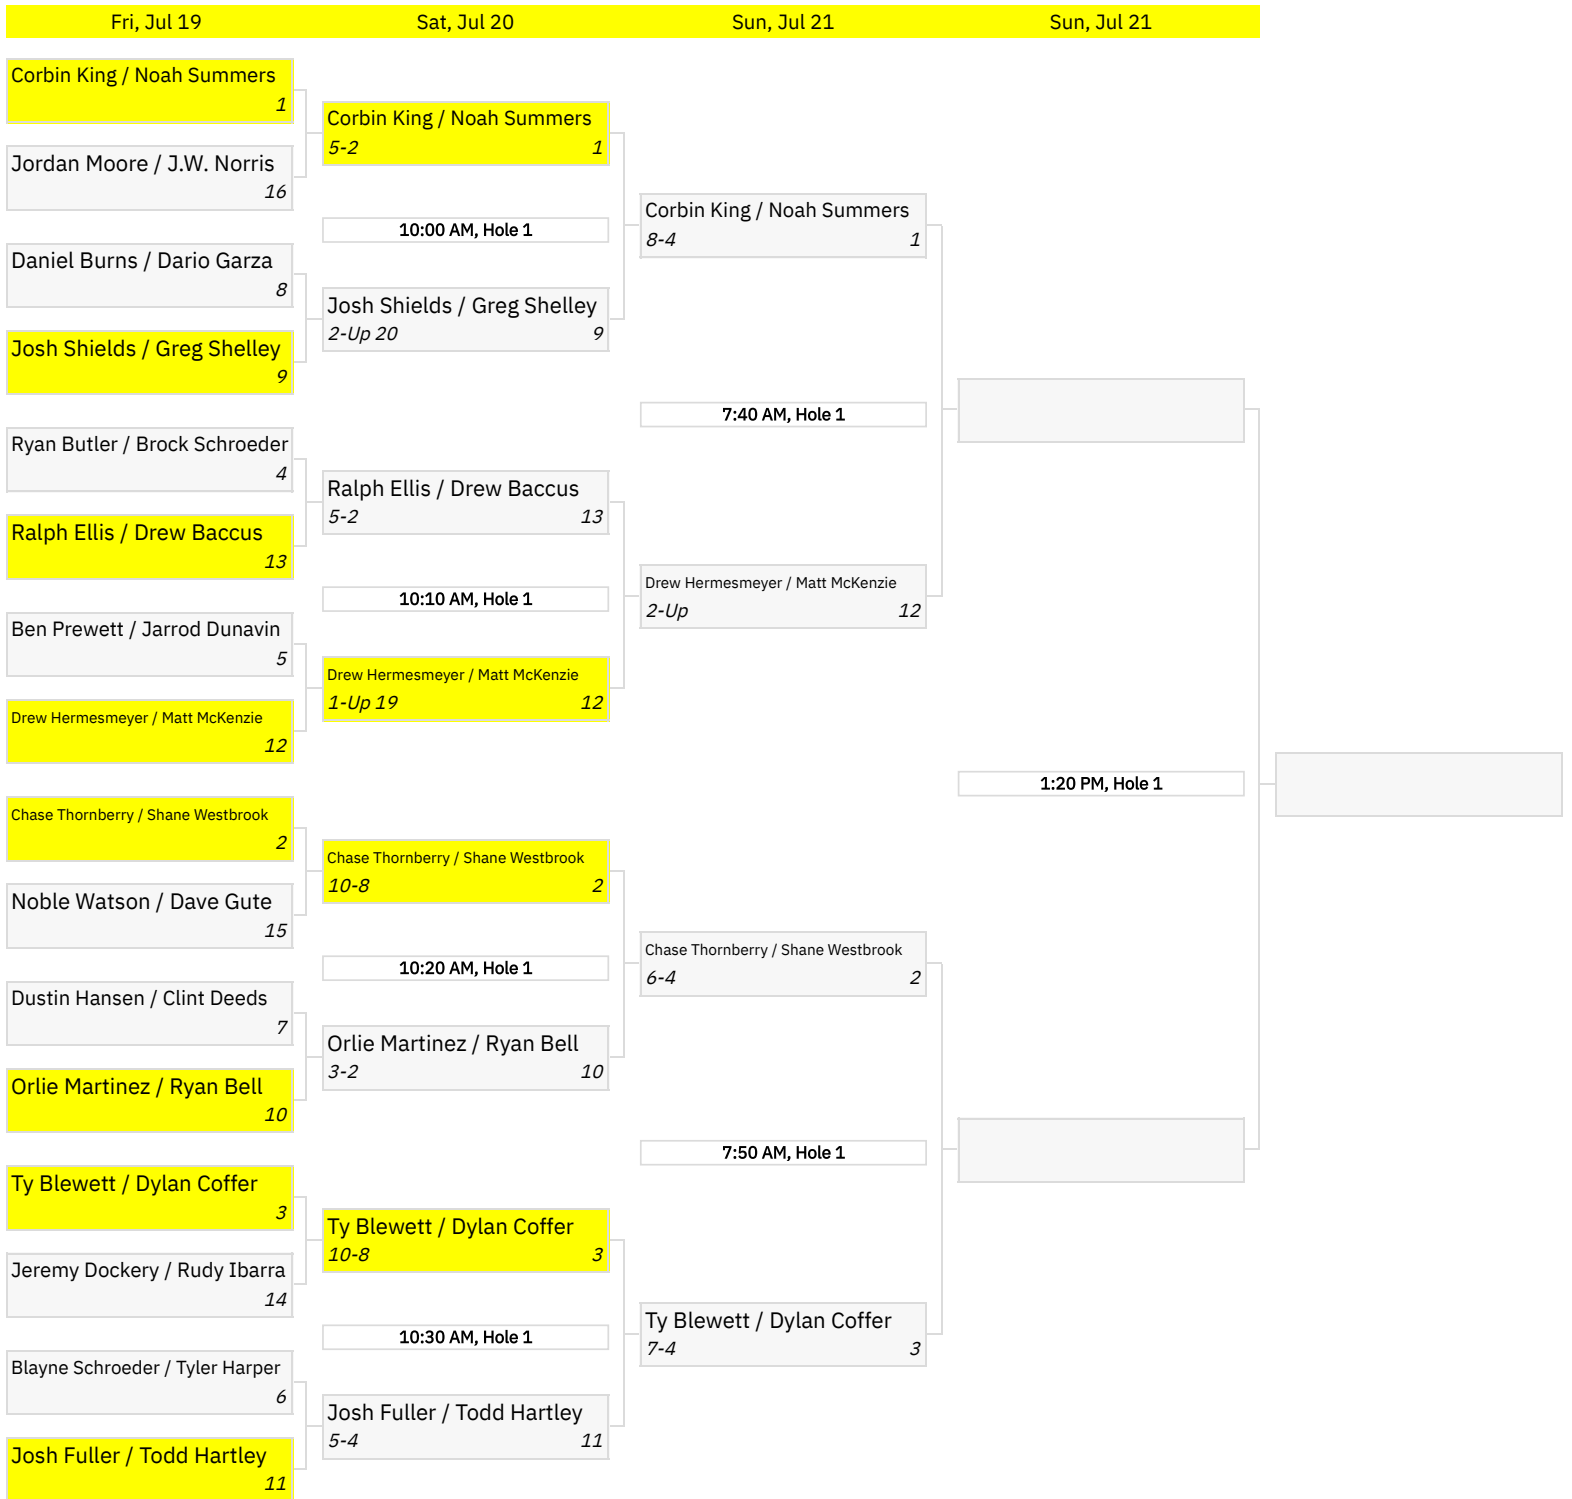 Fri, Jul 19
Sat, Jul 20
Sun, Jul 21
Sun, Jul 21
Corbin King / Noah Summers
1
Jordan Moore / J.W. Norris
16
Daniel Burns / Dario Garza
8
Josh Shields / Greg Shelley
9
Ryan Butler / Brock Schroeder
4
Ralph Ellis / Drew Baccus
13
Ben Prewett / Jarrod Dunavin
5
Drew Hermesmeyer / Matt McKenzie
12
Chase Thornberry / Shane Westbrook
2
Noble Watson / Dave Gute
15
Dustin Hansen / Clint Deeds
7
Orlie Martinez / Ryan Bell
10
Ty Blewett / Dylan Coffer
3
Jeremy Dockery / Rudy Ibarra
14
Blayne Schroeder / Tyler Harper
6
Josh Fuller / Todd Hartley
11
Corbin King / Noah Summers
5-2 1
10:00 AM, Hole 1
Josh Shields / Greg Shelley
2-Up 20 9
Ralph Ellis / Drew Baccus
5-2 13
10:10 AM, Hole 1
Drew Hermesmeyer / Matt McKenzie
1-Up 19 12
Chase Thornberry / Shane Westbrook
10-8 2
10:20 AM, Hole 1
Orlie Martinez / Ryan Bell
3-2 10
Ty Blewett / Dylan Coffer
10-8 3
10:30 AM, Hole 1
Josh Fuller / Todd Hartley
5-4 11
Corbin King / Noah Summers
8-4 1
7:40 AM, Hole 1
Drew Hermesmeyer / Matt McKenzie
2-Up 12
Chase Thornberry / Shane Westbrook
6-4 2
7:50 AM, Hole 1
Ty Blewett / Dylan Coffer
7-4 3
1:20 PM, Hole 1